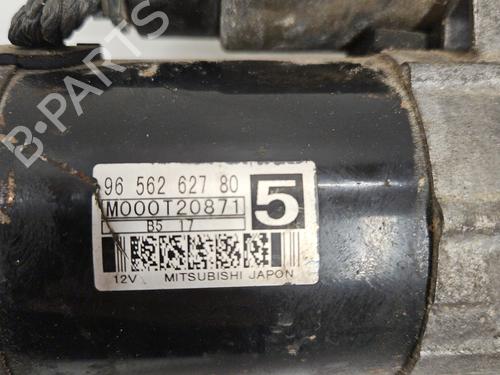 B-PARTS
96 562 627 80
M000T20871
5
B5 17
12V MITSUBISHI JAPON